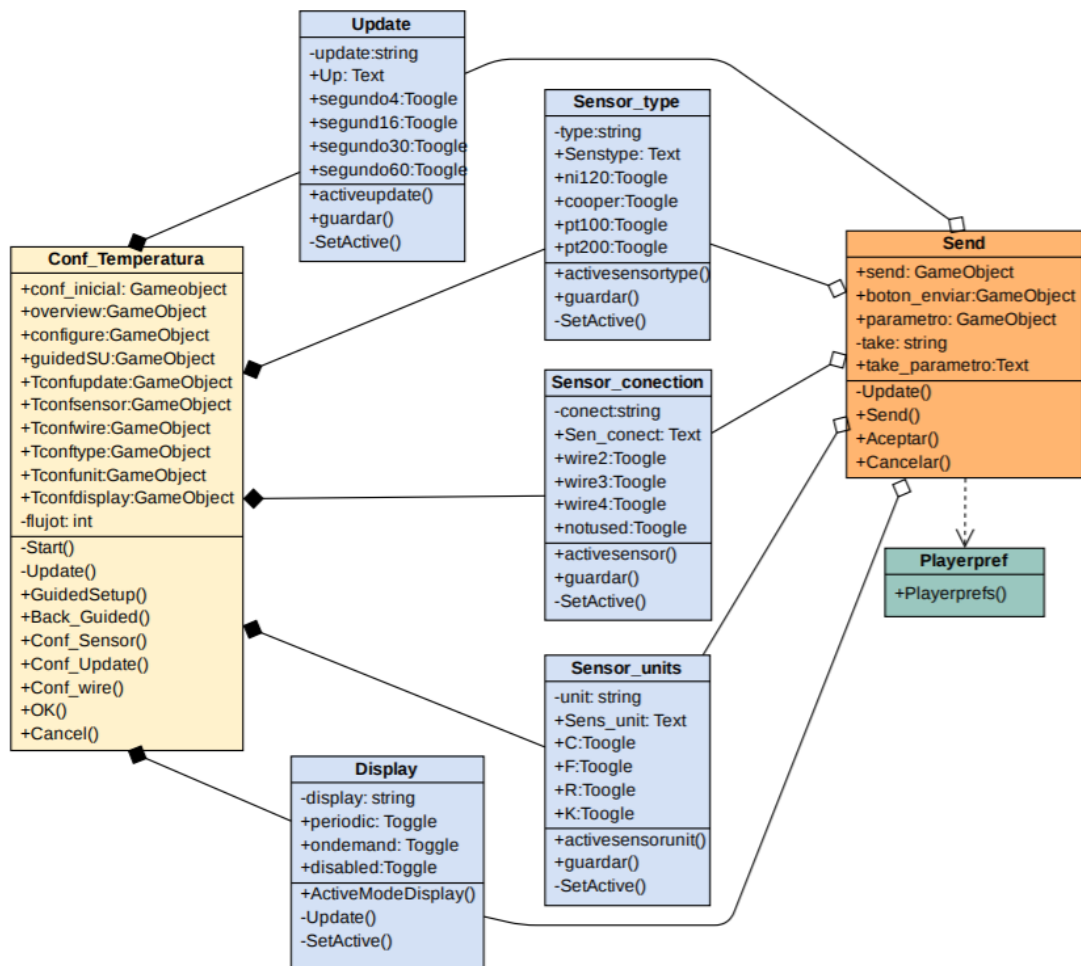 Update
-update:string
+Up: Text
+segundo4:Toogle
+segund16:Toogle
+segundo30:Toogle
+segundo60:Toogle
+activeupdate()
+guardar()
-SetActive()
Sensor_type
-type:string
+Senstype: Text
+ni120:Toogle
+cooper:Toogle
+pt100:Toogle
+pt200:Toogle
+activesensortype()
+guardar()
-SetActive()
Conf_Temperatura
+conf_inicial: Gameobject
+overview:GameObject
+configure:GameObject
+guidedSU:GameObject
+Tconfupdate:GameObject
+Tconfsensor:GameObject
+Tconfwire:GameObject
+Tconftype:GameObject
+Tconfunit:GameObject
+Tconfdisplay:GameObject
-flujot: int
-Start()
-Update()
+GuidedSetup()
+Back_Guided()
+Conf_Sensor()
+Conf_Update()
+Conf_wire()
+OK()
+Cancel()
Send
+send: GameObject
+boton_enviar:GameObject
+parametro: GameObject
-take: string
+take_parametro:Text
-Update()
+Send()
+Aceptar()
+Cancelar()
Sensor_conection
-conect:string
+Sen_conect: Text
+wire2:Toogle
+wire3:Toogle
+wire4:Toogle
+notused:Toogle
+activesensor()
+guardar()
-SetActive()
Playerpref
+Playerprefs()
Sensor_units
-unit: string
+Sens_unit: Text
+C:Toogle
+F:Toogle
+R:Toogle
+K:Toogle
+activesensorunit()
+guardar()
-SetActive()
Display
-display: string
+periodic: Toggle
+ondemand: Toggle
+disabled:Toggle
+ActiveModeDisplay()
-Update()
-SetActive()